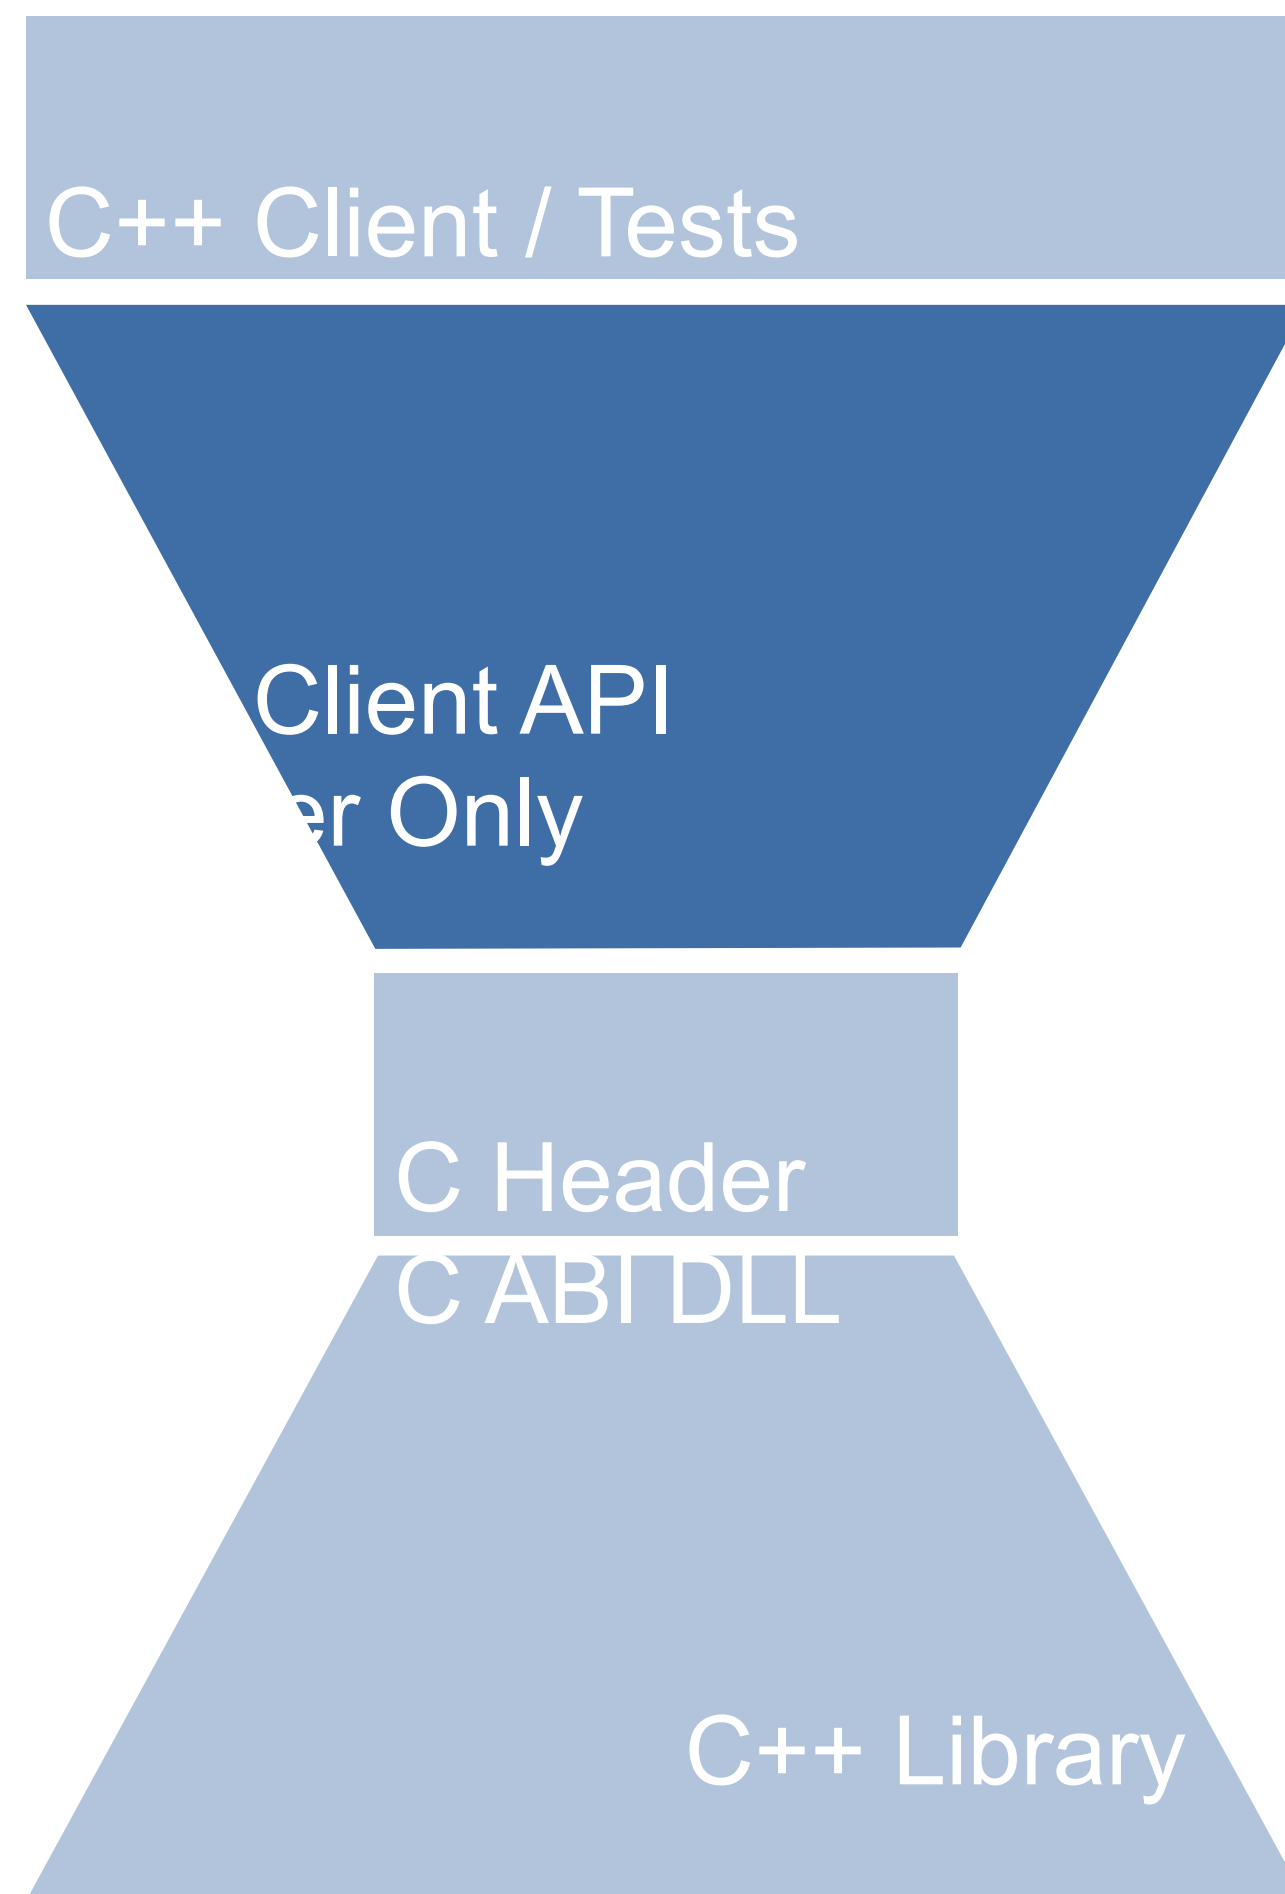 C++ Client / Tests
Client API
er Only
C Header
C ABI DLL
C++ Library